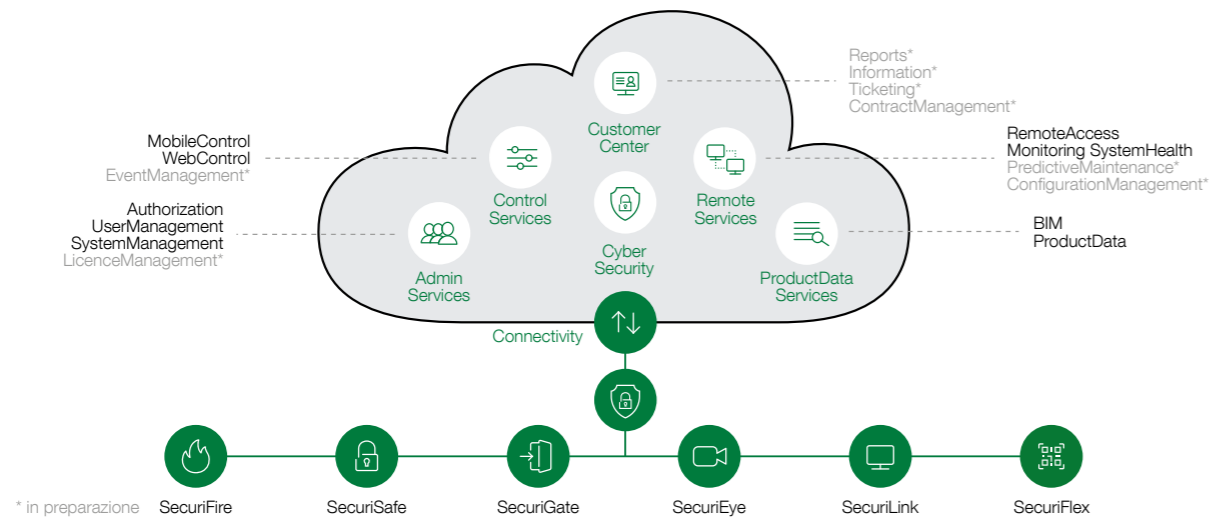 Reports*
Information*
Ticketing*
ContractManagement*
Customer
Center
MobileControl
WebControl
EventManagement*
RemoteAccess
Monitoring SystemHealth
PredictiveMaintenance*
ConfigurationManagement*
Control
Services
Remote
Services
Authorization
UserManagement
SystemManagement
LicenceManagement*
BIM
ProductData
Cyber
Security
Admin
Services
ProductData
Services
Connectivity
* in preparazione
SecuriFire
SecuriSafe
SecuriGate
SecuriEye
SecuriLink
SecuriFlex